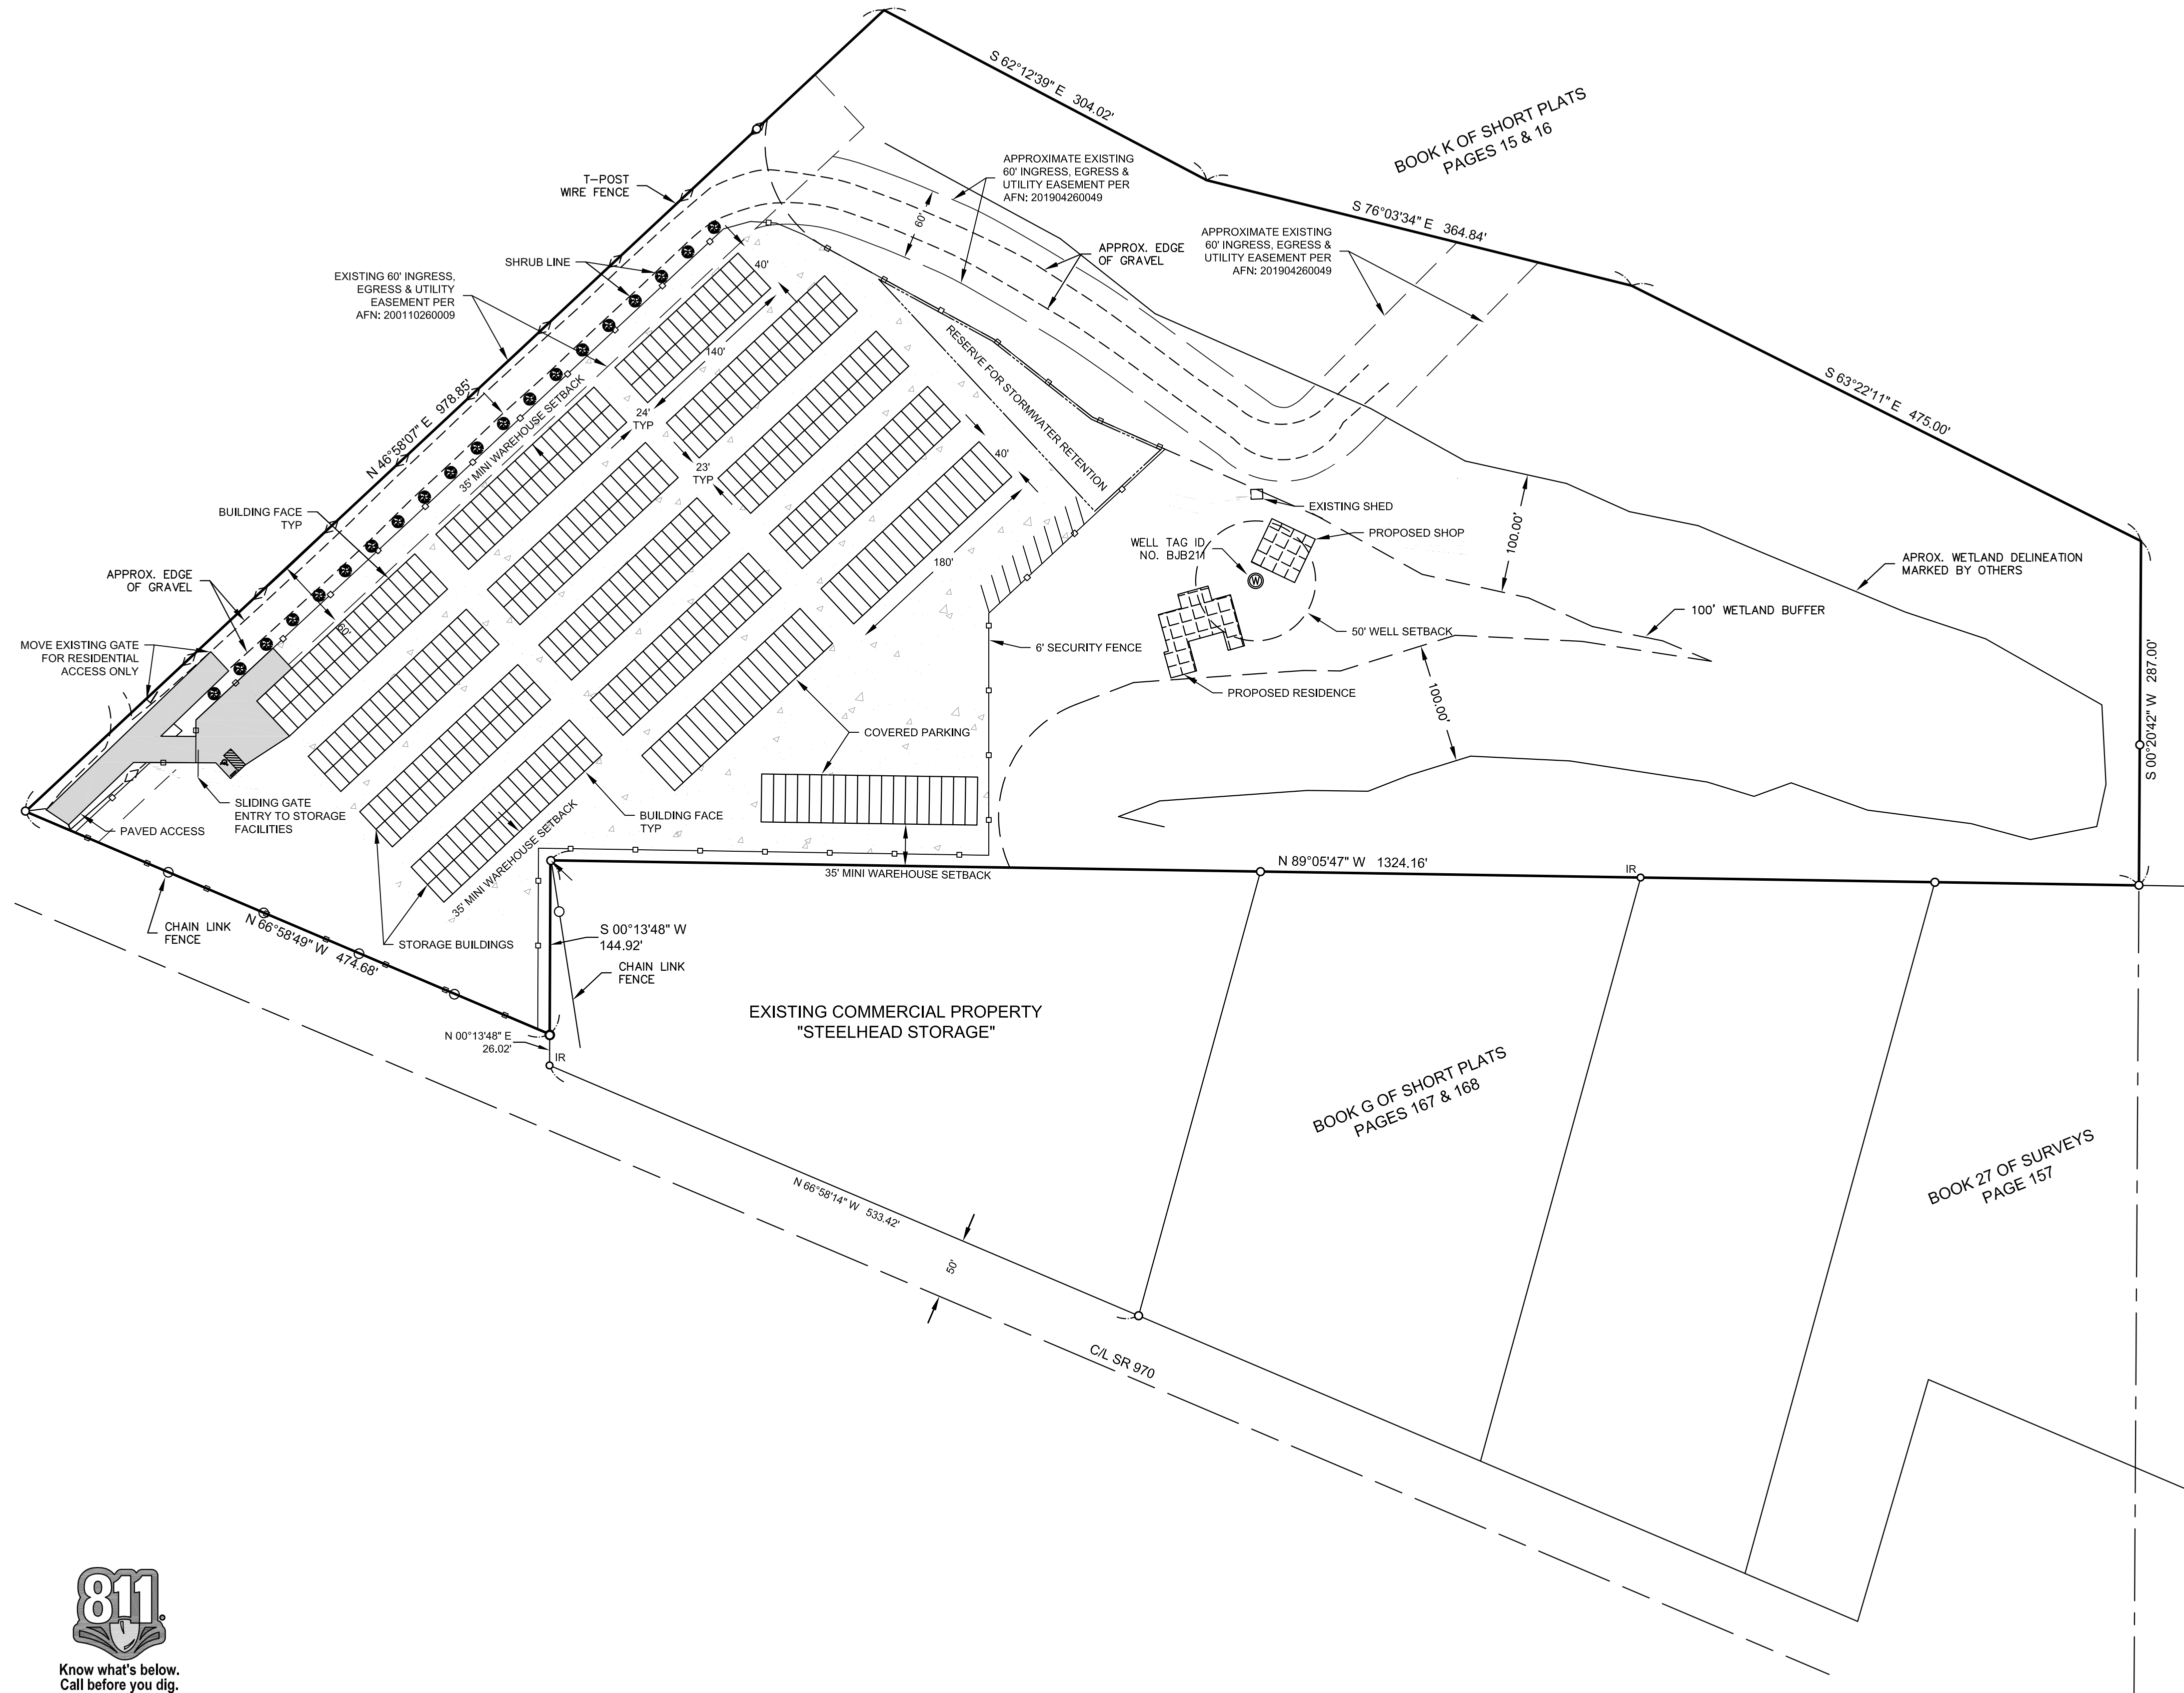 S 62°12'39" E 304.02'
BOOK K OF SHORT PLATS
PAGES 15 & 16
APPROXIMATE EXISTING
60' INGRESS, EGRESS &
UTILITY EASEMENT PER
AFN: 201904260049
T-POST
WIRE FENCE
60'
S 76°03'34" E 364.84'
APPROXIMATE EXISTING
60' INGRESS, EGRESS &
UTILITY EASEMENT PER
AFN: 201904260049
APPROX. EDGE
OF GRAVEL
SHRUB LINE
40'
EXISTING 60' INGRESS,
EGRESS & UTILITY
EASEMENT PER
AFN: 200110260009
140'
RESERVE FOR STORMWATER RETENTION
S 63°22'11" E 475.00'
N 46°58'07" E 978.85'
35' MINI WAREHOUSE SETBACK
24'
TYP
23'
TYP
40'
BUILDING FACE
TYP
EXISTING SHED
PROPOSED SHOP
100.00'
WELL TAG ID
NO. BJB211
W
180'
APROX. WETLAND DELINEATION
MARKED BY OTHERS
APPROX. EDGE
OF GRAVEL
100' WETLAND BUFFER
60'
50' WELL SETBACK
MOVE EXISTING GATE
FOR RESIDENTIAL
ACCESS ONLY
6' SECURITY FENCE
S 00°20'42" W 287.00'
PROPOSED RESIDENCE
100.00'
COVERED PARKING
SLIDING GATE
ENTRY TO STORAGE
FACILITIES
PAVED ACCESS
BUILDING FACE
TYP
35' MINI WAREHOUSE SETBACK
N 89°05'47" W 1324.16'
IR
35' MINI WAREHOUSE SETBACK
CHAIN LINK
FENCE
N 66°58'49" W 474.68'
STORAGE BUILDINGS
S 00°13'48" W
144.92'
CHAIN LINK
FENCE
EXISTING COMMERCIAL PROPERTY
"STEELHEAD STORAGE"
N 00°13'48" E
26.02'
IR
BOOK G OF SHORT PLATS
PAGES 167 & 168
BOOK 27 OF SURVEYS
PAGE 157
N 66°58'14" W 533.42'
50'
C/L SR 970
811
Know what's below.
Call before you dig.